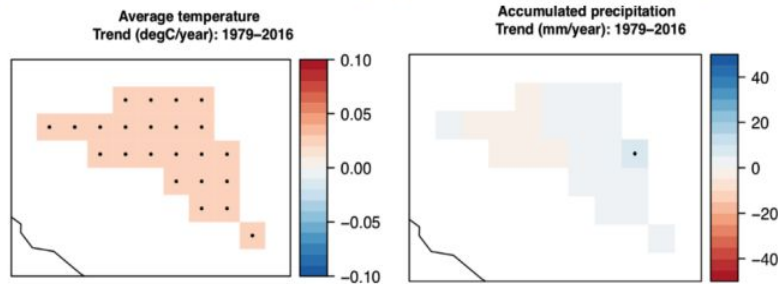 Average temperature
Trend (degC/year): 1979–2016
0.10
0.05
0.00
−0.05
−0.10
Accumulated precipitation
Trend (mm/year): 1979–2016
40
20
0
−20
−40